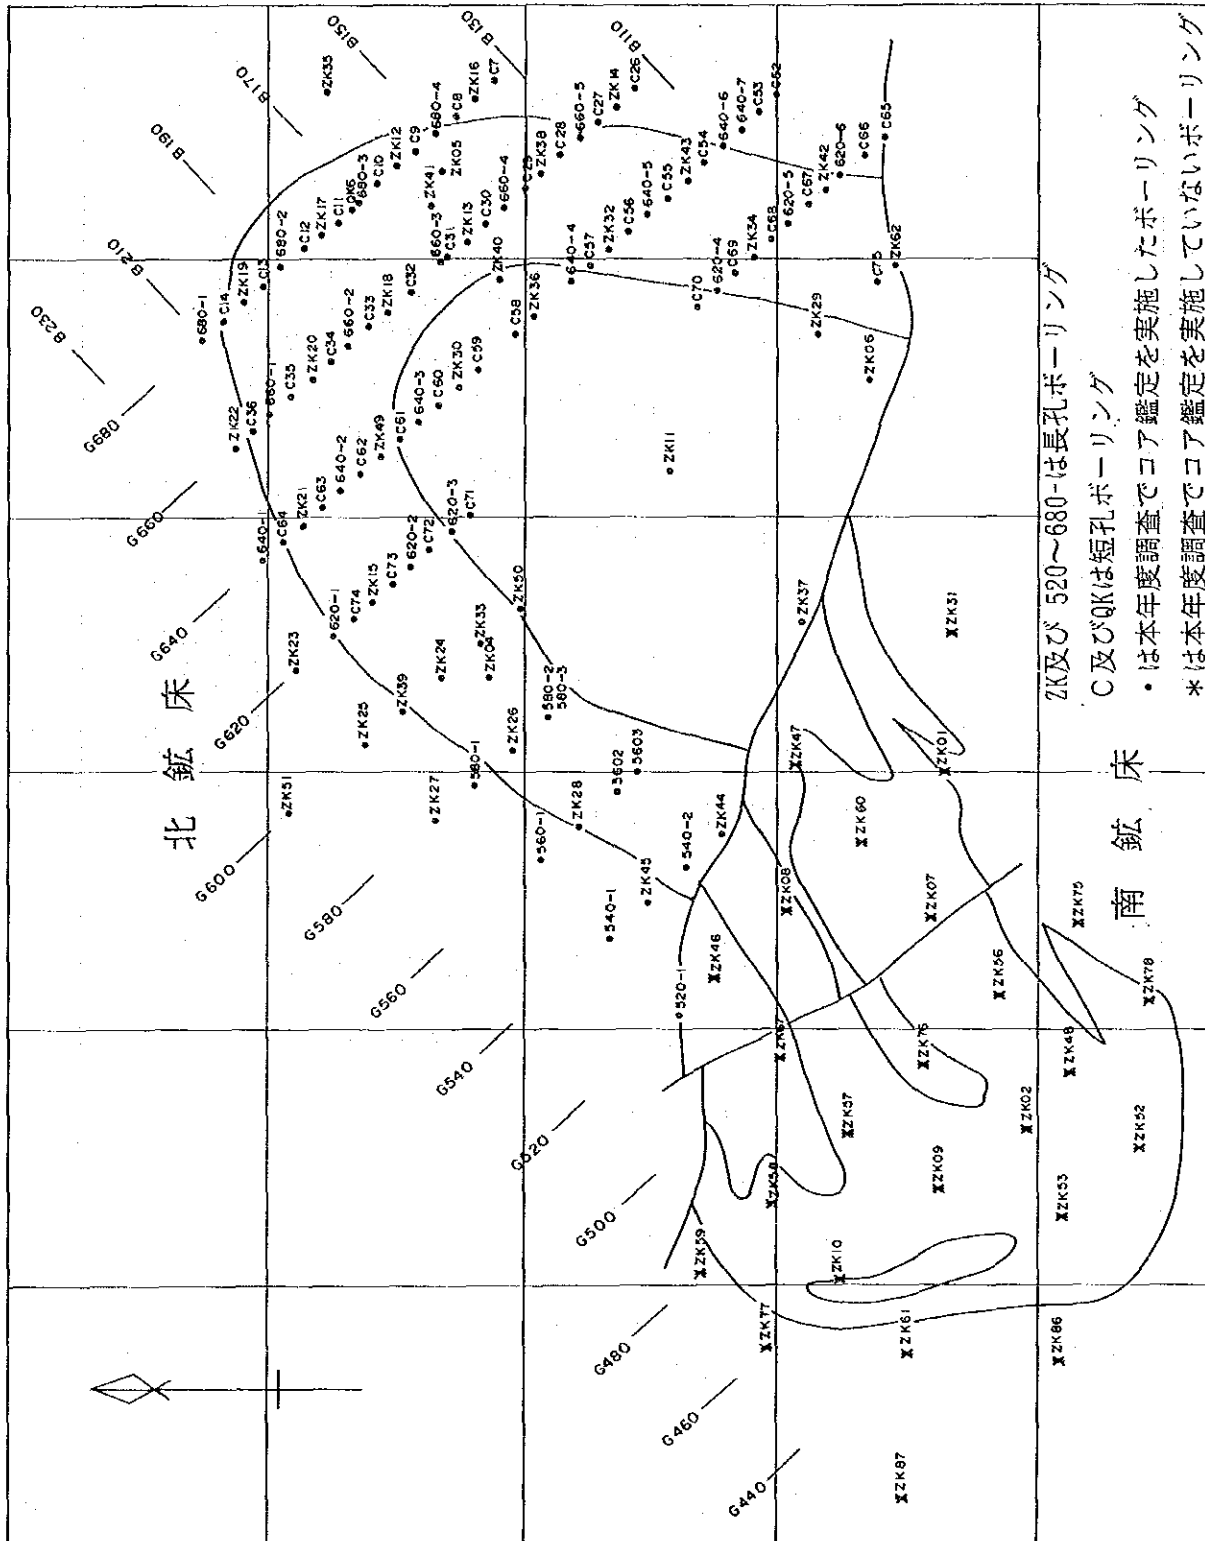 北鉱床
南鉱床
B110
B130
B150
B170
B190
B210
B230
G680
G660
G640
G620
G600
G580
G560
G540
G520
G500
G480
G460
G440
ZK35
C7
ZK16
C8
680-4
C9
ZK12
C10
680-3
QK6
C11
ZK17
C12
680-2
C13
ZK19
C14
680-1
C26
ZK14
C27
660-5
C28
ZK38
C29
660-4
C30
ZK13
ZK05
ZK41
660-3
C31
ZK40
C32
ZK18
C33
660-2
C34
ZK20
C35
660-1
C36
ZK22
C52
C53
640-7
640-6
C54
ZK43
C55
640-5
C56
ZK32
C57
640-4
ZK36
C58
C59
ZK30
C60
640-3
C61
ZK49
C62
640-2
C63
ZK21
C64
640-1
C65
C66
620-6
ZK42
C67
620-5
C68
ZK34
C69
620-4
C70
ZK62
C75
ZK29
ZK06
ZK11
C71
620-3
C72
620-2
C73
ZK15
C74
620-1
ZK23
ZK50
ZK33
ZK04
ZK24
ZK39
ZK25
580-2
580-3
ZK26
580-1
ZK27
ZK51
5603
5602
ZK28
560-1
ZK37
ZK31
ZK47
ZK01
ZK60
ZK44
540-2
ZK45
540-1
ZK08
ZK07
ZK75
ZK46
520-1
ZK56
ZK78
ZK67
ZK76
ZK48
ZK57
ZK02
ZK52
ZK58
ZK09
ZK53
ZK59
ZK10
ZK77
ZK61
ZK86
ZK87
ZK及び 520~680-は長孔ボーリング
C及びQKは短孔ボーリング
・は本年度調査でコア鑑定を実施したボーリング
*は本年度調査でコア鑑定を実施していないボーリング